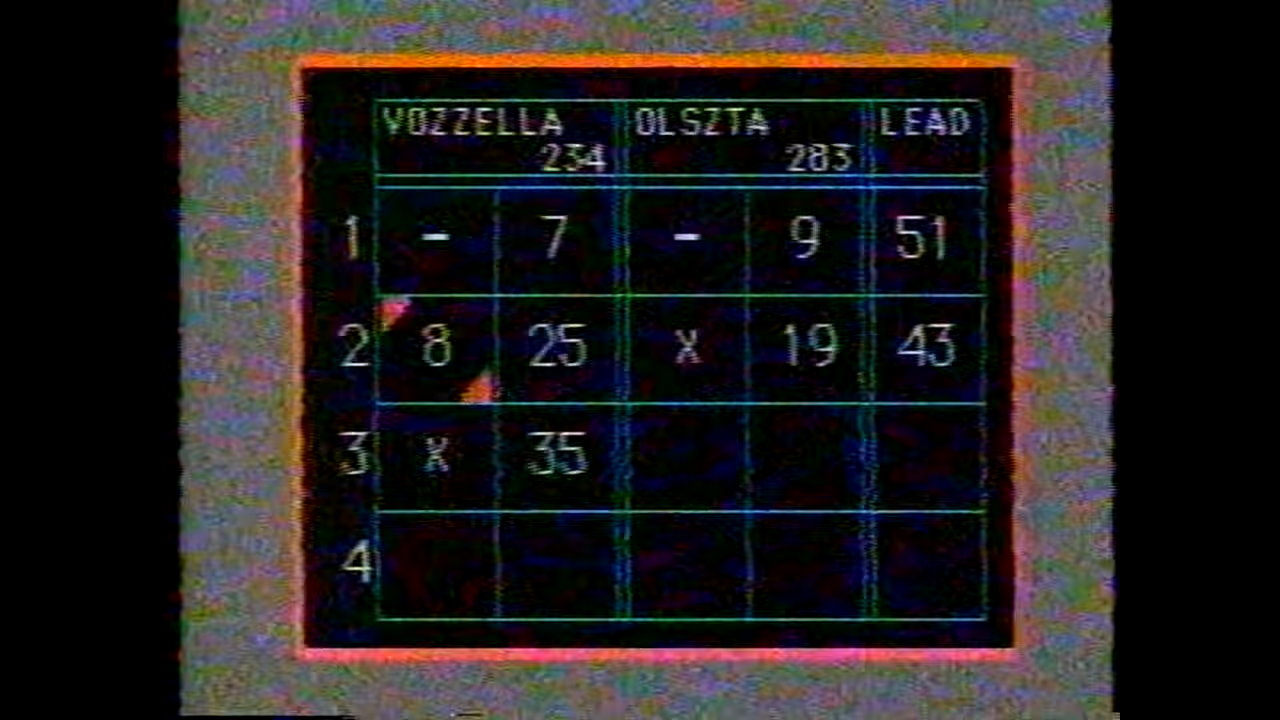 VOZZELLA OLSZTA LEAD
234 283
1 - 7 - 9 51
2 8 25 X 19 43
3 X 35
4